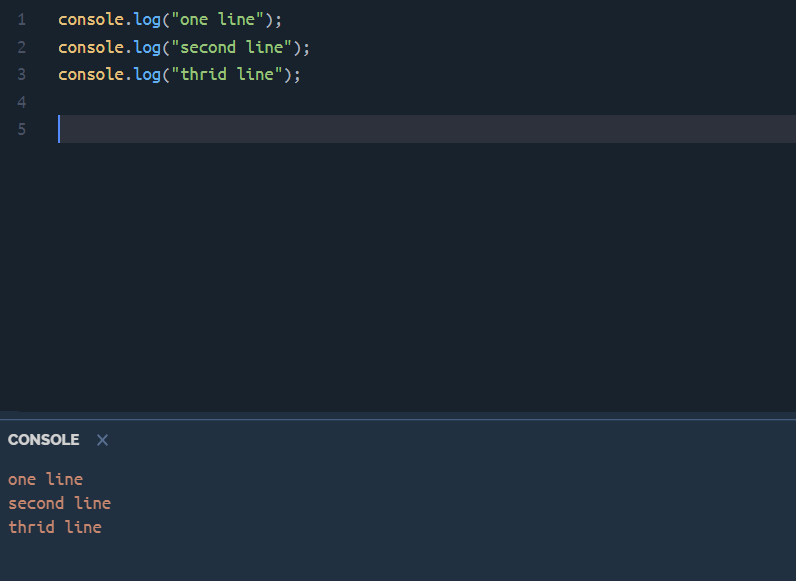 1 console.log("one line");
2 console.log("second line");
3 console.log("thrid line");
4
5
CONSOLE ×
one line
second line
thrid line